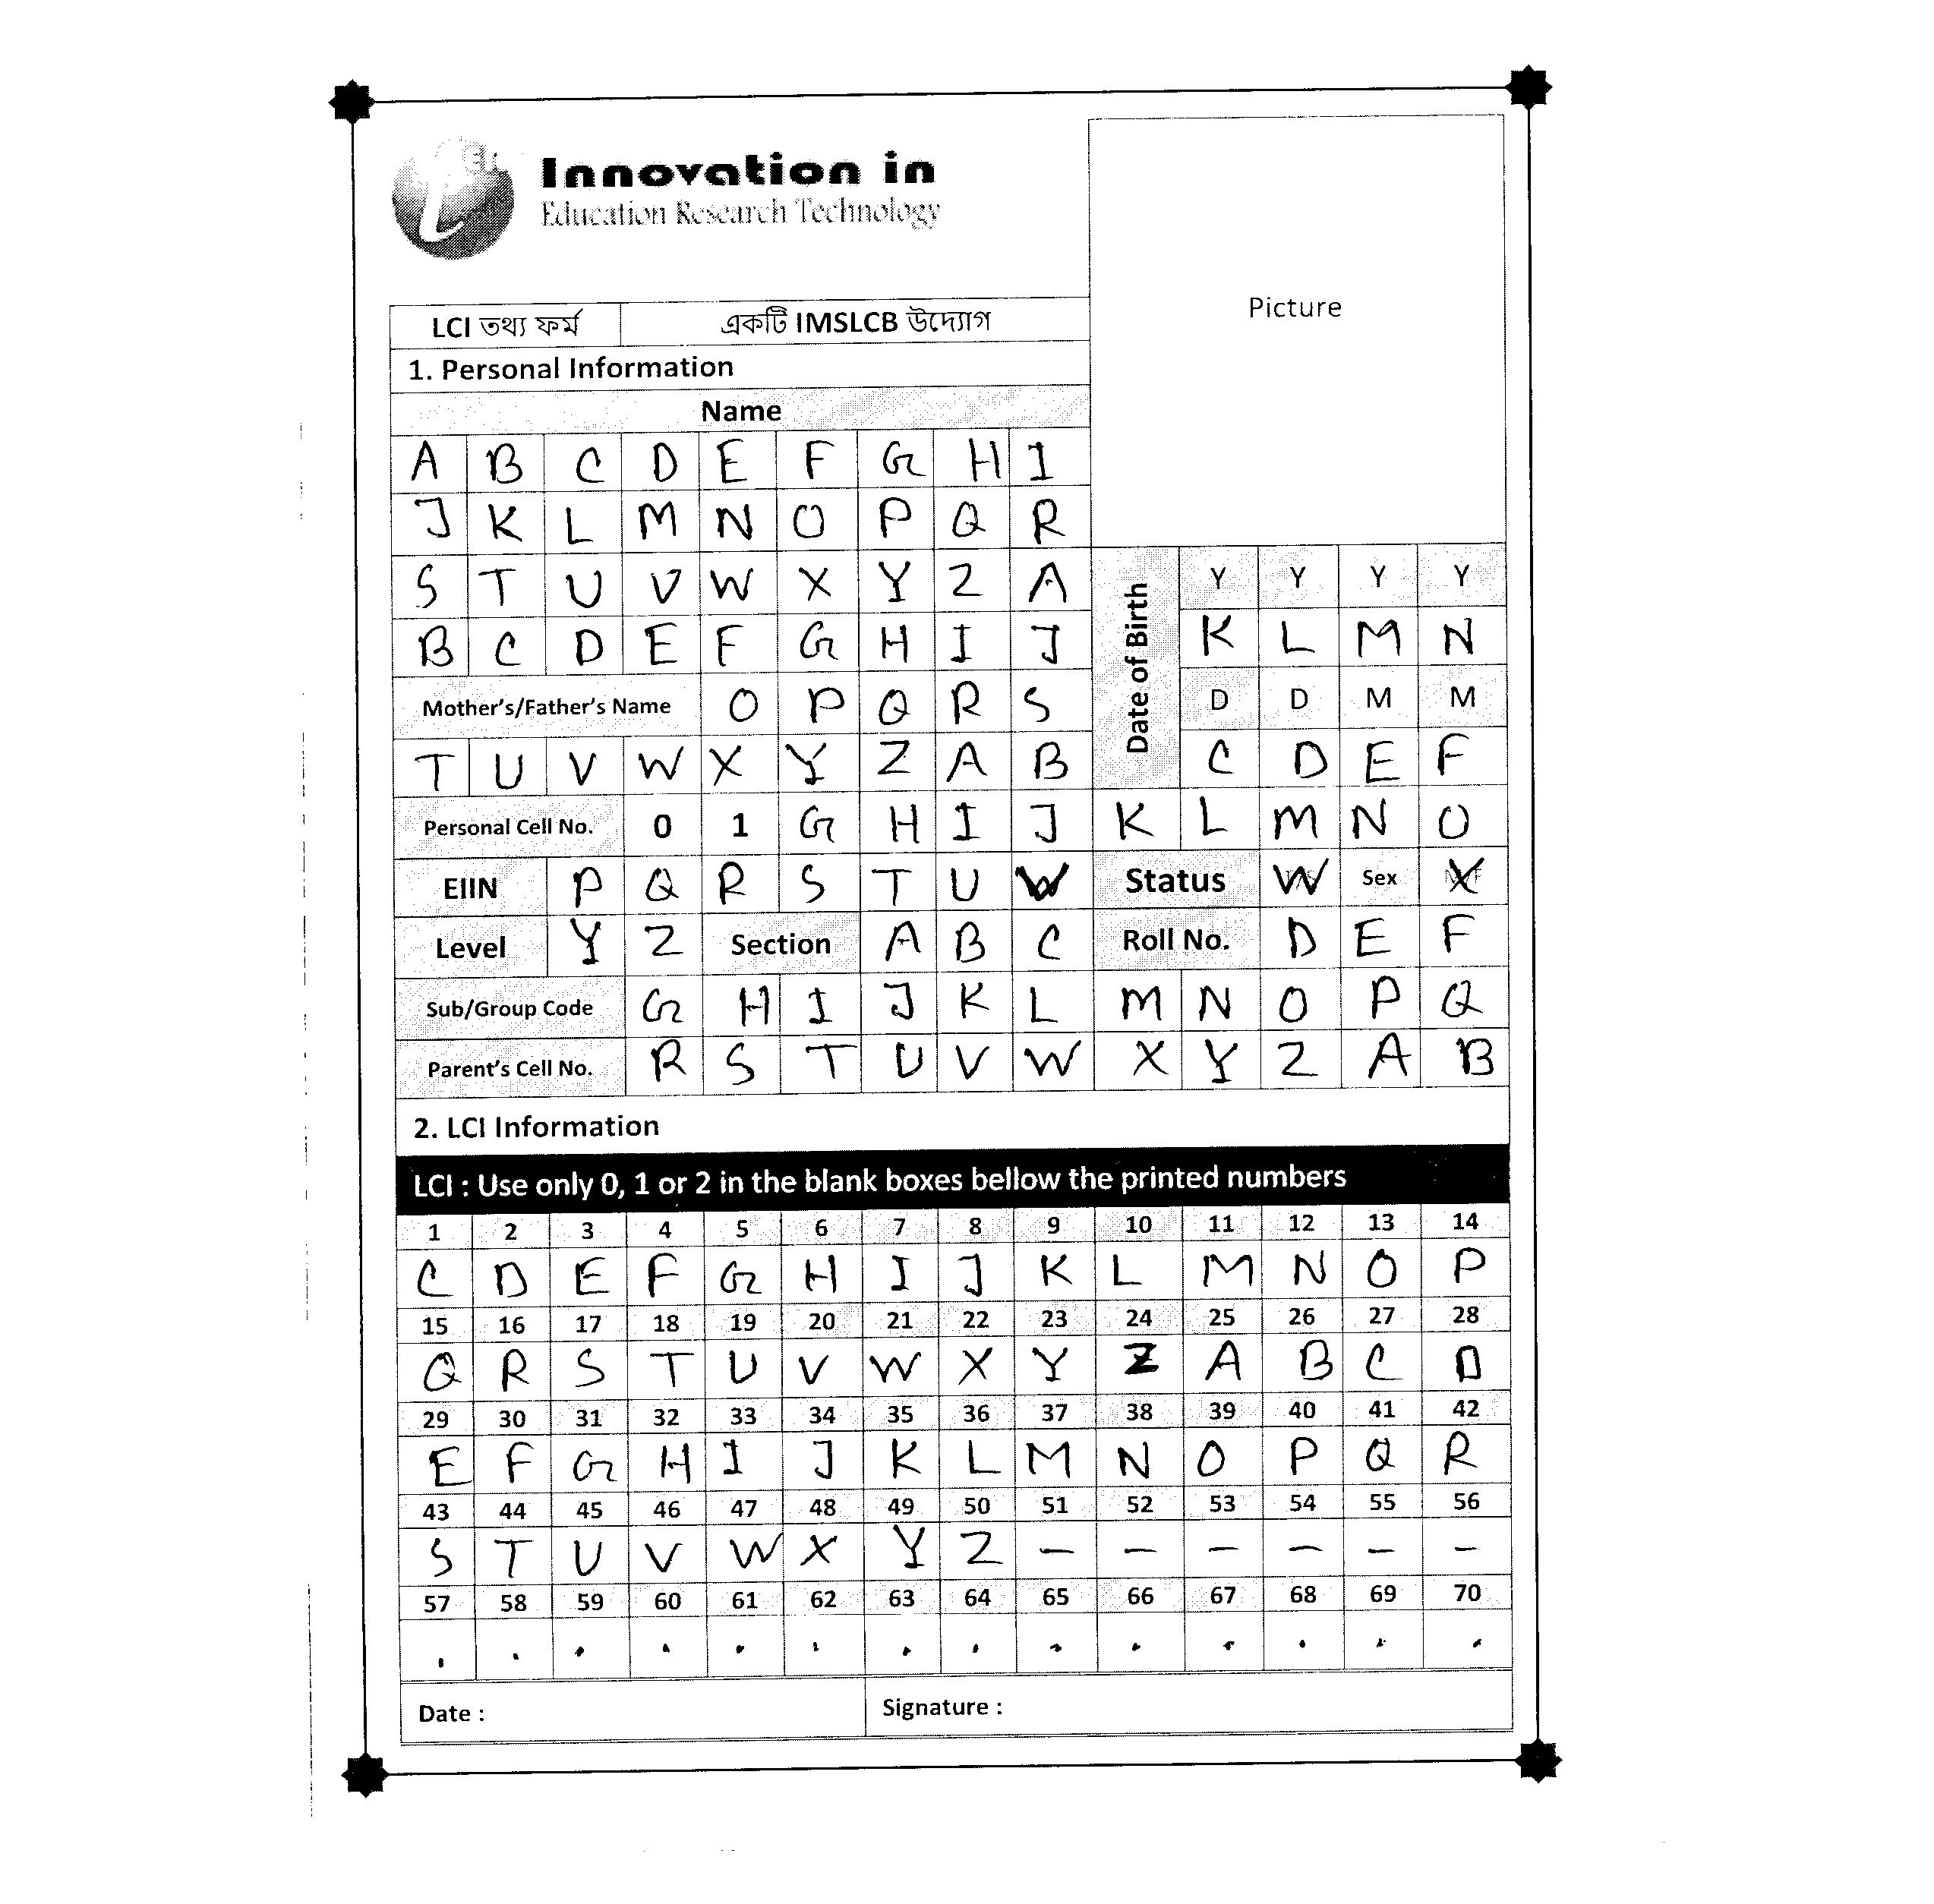 Innovation in
Education Research Technology
Picture
LCI তথ্য ফর্ম একটি IMSLCB উদ্যোগ
1. Personal Information
Name
A B C D E F G H I
J K L M N O P Q R
S T U V W X Y Z A
B C D E F G H I J
Date of Birth
Y Y Y Y
K L M N
D D M M
C D E F
Mother's/Father's Name O P Q R S
T U V W X Y Z A B
Personal Cell No. 0 1 G H I J K L M N O
EIIN P Q R S T U W Status W Sex X
Level Y Z Section A B C Roll No. D E F
Sub/Group Code G H I J K L M N O P Q
Parent's Cell No. R S T U V W X Y Z A B
2. LCI Information
LCI : Use only 0, 1 or 2 in the blank boxes bellow the printed numbers
1 2 3 4 5 6 7 8 9 10 11 12 13 14
C D E F G H I J K L M N O P
15 16 17 18 19 20 21 22 23 24 25 26 27 28
Q R S T U V W X Y Z A B C D
29 30 31 32 33 34 35 36 37 38 39 40 41 42
E F G H I J K L M N O P Q R
43 44 45 46 47 48 49 50 51 52 53 54 55 56
S T U V W X Y Z - - - - - -
57 58 59 60 61 62 63 64 65 66 67 68 69 70
. . . . . . . . . . . . . .
Date : Signature :